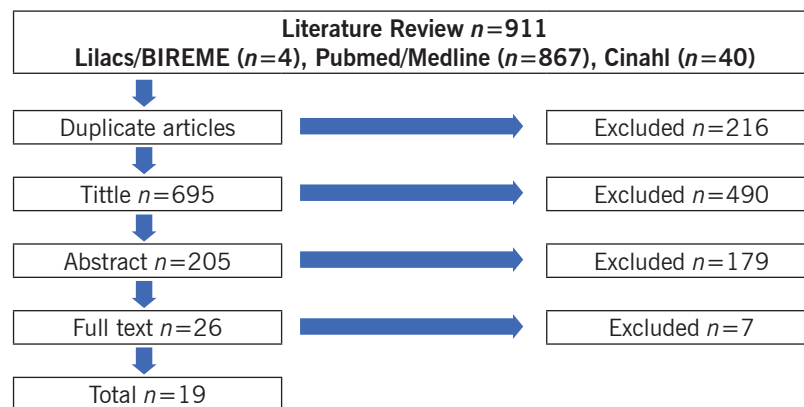 Literature Review n=911
Lilacs/BIREME (n=4), Pubmed/Medline (n=867), Cinahl (n=40)
Duplicate articles
Excluded n=216
Tittle n=695
Excluded n=490
Abstract n=205
Excluded n=179
Full text n=26
Excluded n=7
Total n=19